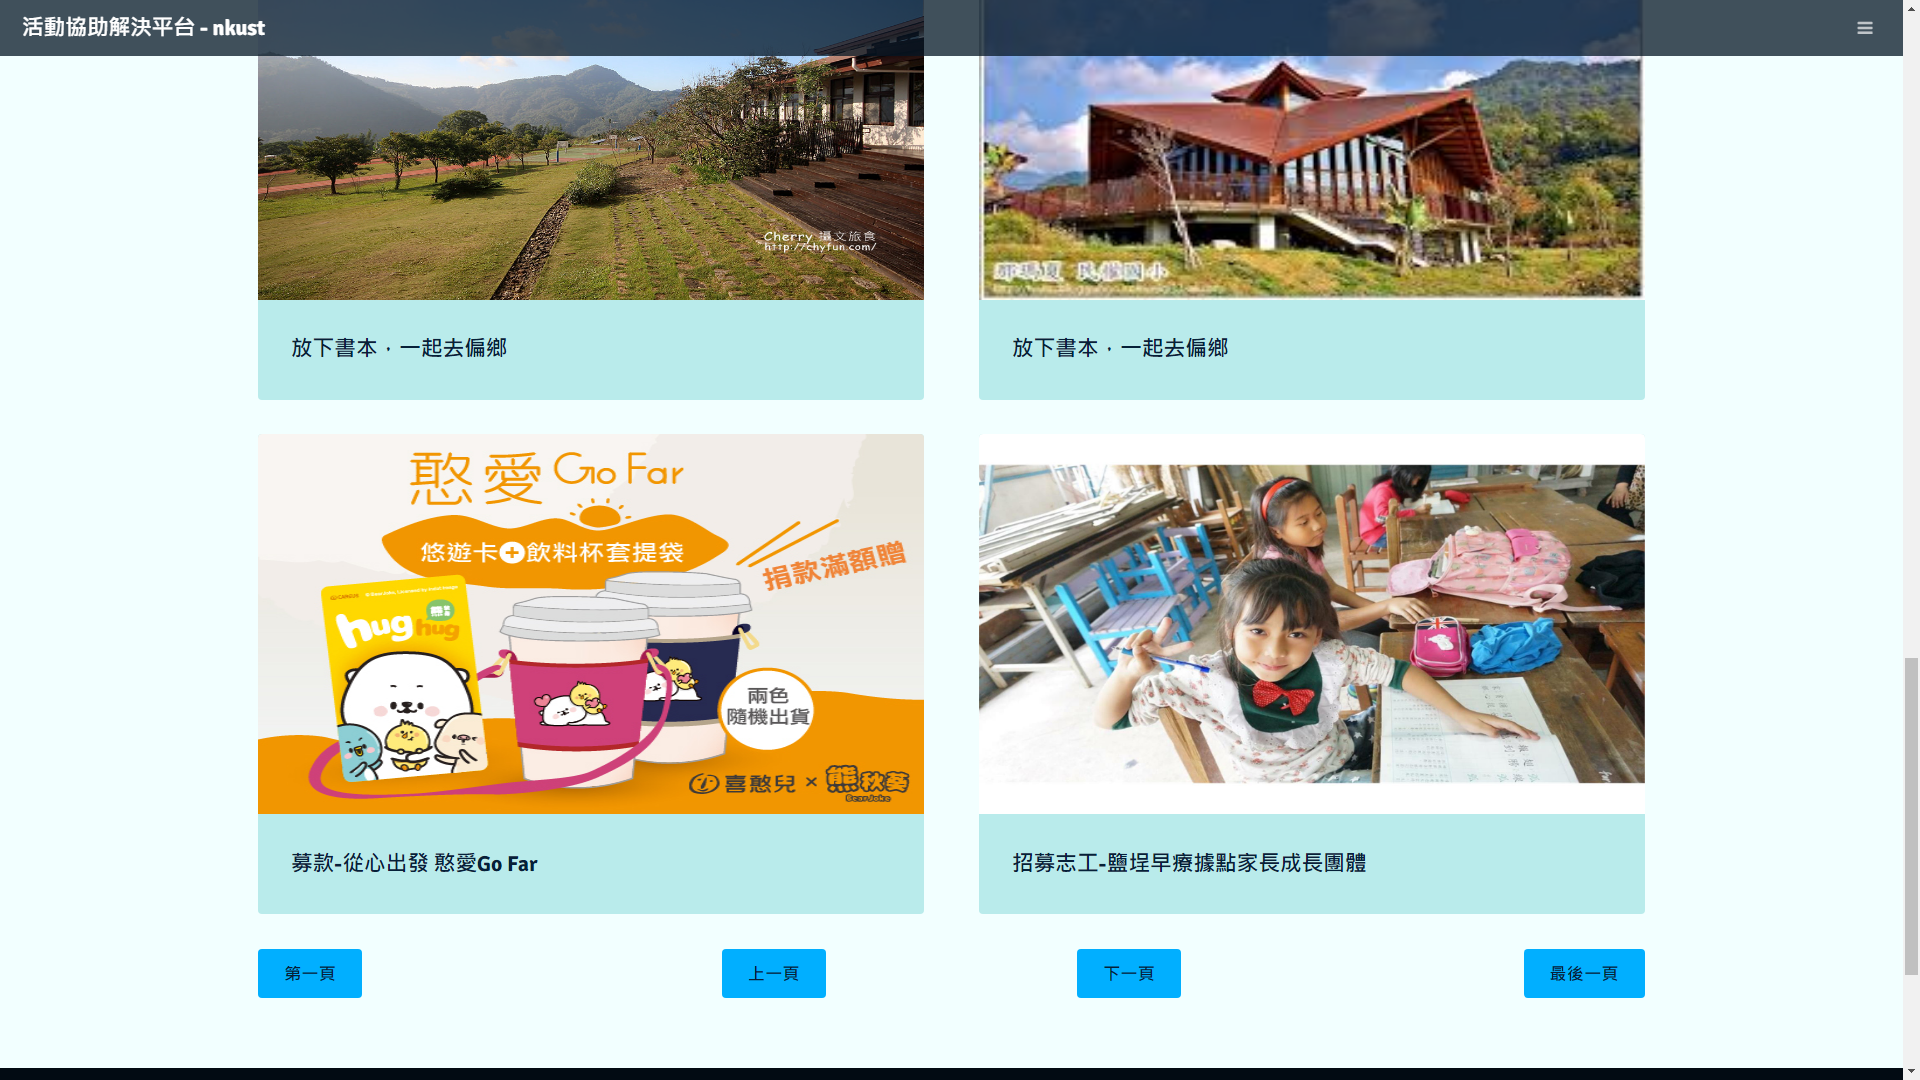 活動協助解決平台 - nkust
Cherry 攝文旅食
http://chyfun.com/
放下書本，一起去偏鄉
放下書本，一起去偏鄉
憨愛Go Far
悠遊卡+飲料杯套提袋
捐款滿額贈
hug
hug
兩色
隨機出貨
喜憨兒 × 熊秋葵
BearJoke
募款-從心出發 憨愛Go Far
招募志工-鹽埕早療據點家長成長團體
第一頁
上一頁
下一頁
最後一頁